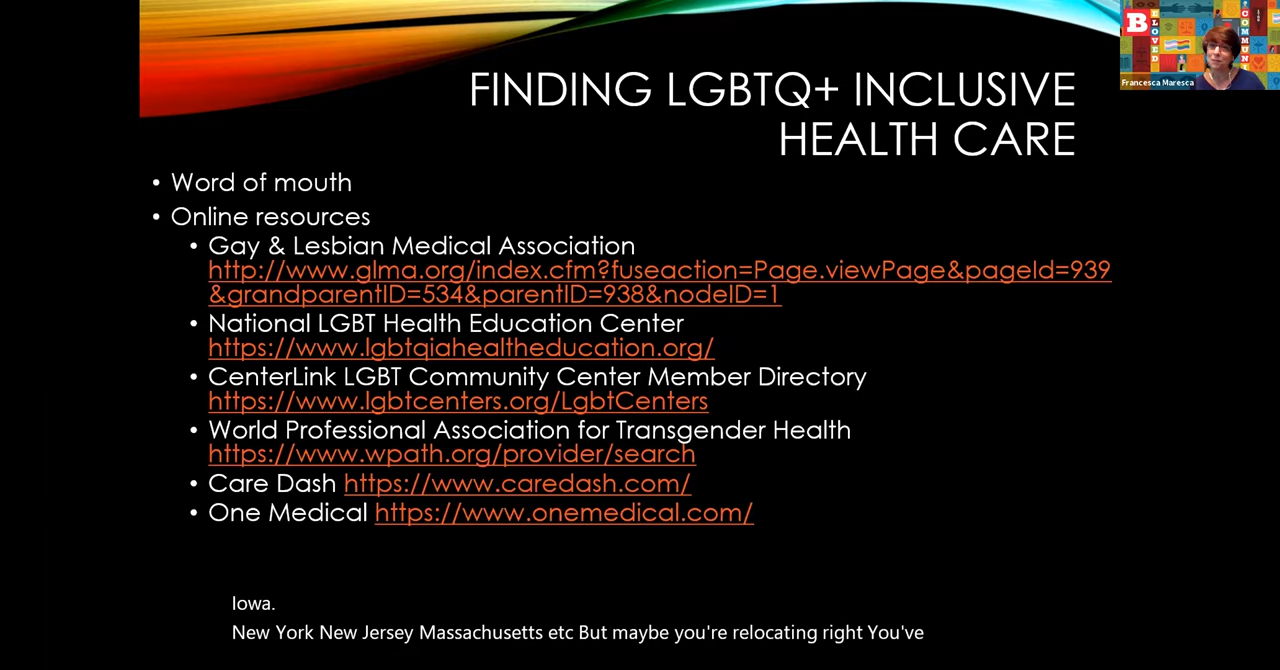 FINDING LGBTQ+ INCLUSIVE
HEALTH CARE
• Word of mouth
• Online resources
• Gay & Lesbian Medical Association
http://www.glma.org/index.cfm?fuseaction=Page.viewPage&pageId=939
&grandparentID=534&parentID=938&nodeID=1
• National LGBT Health Education Center
https://www.lgbtqiahealtheducation.org/
• CenterLink LGBT Community Center Member Directory
https://www.lgbtcenters.org/LgbtCenters
• World Professional Association for Transgender Health
https://www.wpath.org/provider/search
• Care Dash https://www.caredash.com/
• One Medical https://www.onemedical.com/
Iowa.
New York New Jersey Massachusetts etc But maybe you're relocating right You've
BELOVED
Francesca Maresca